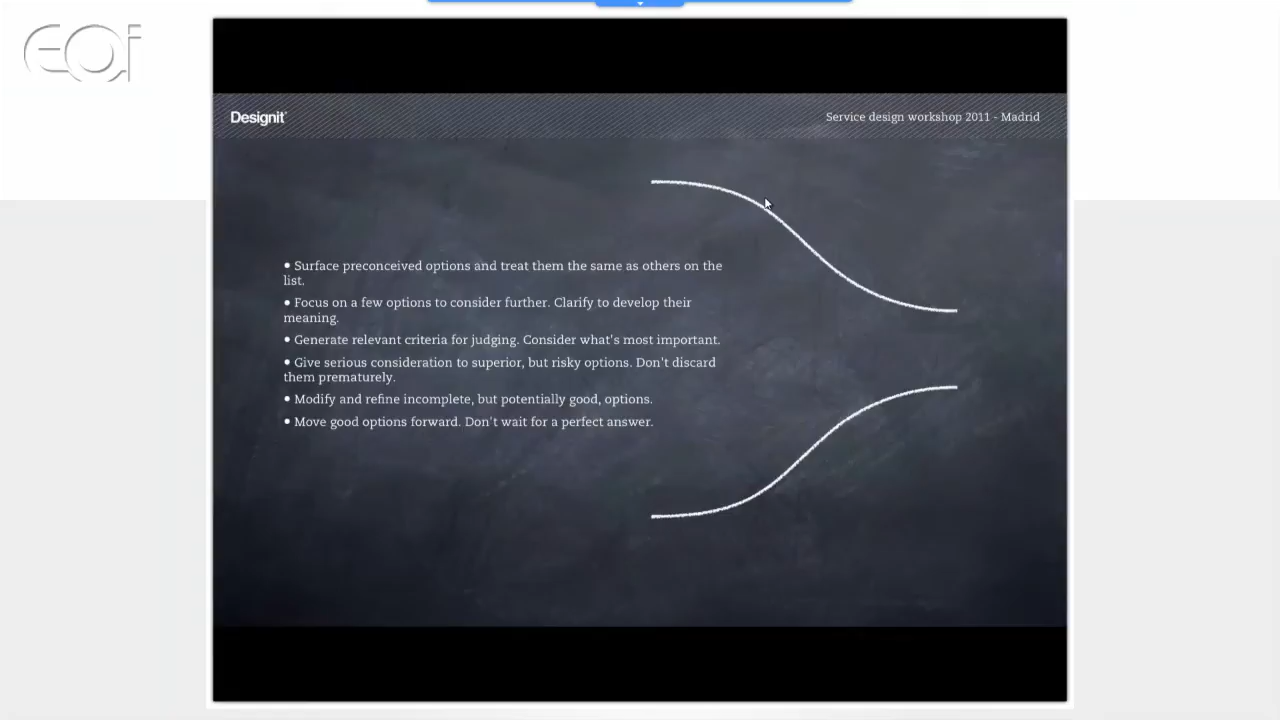 EOI
Designit
Service design workshop 2011 - Madrid
• Surface preconceived options and treat them the same as others on the
list.
• Focus on a few options to consider further. Clarify to develop their
meaning.
• Generate relevant criteria for judging. Consider what's most important.
• Give serious consideration to superior, but risky options. Don't discard
them prematurely.
• Modify and refine incomplete, but potentially good, options.
• Move good options forward. Don't wait for a perfect answer.